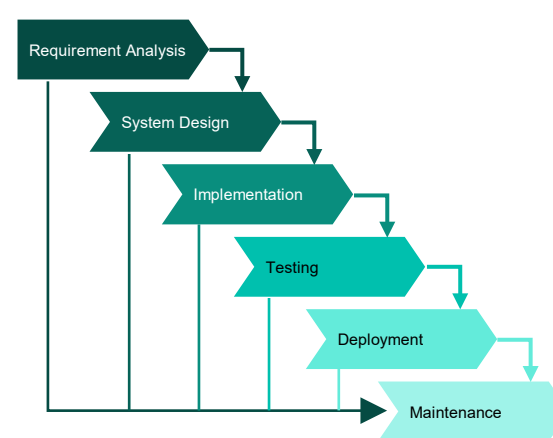 Requirement Analysis
System Design
Implementation
Testing
Deployment
Maintenance